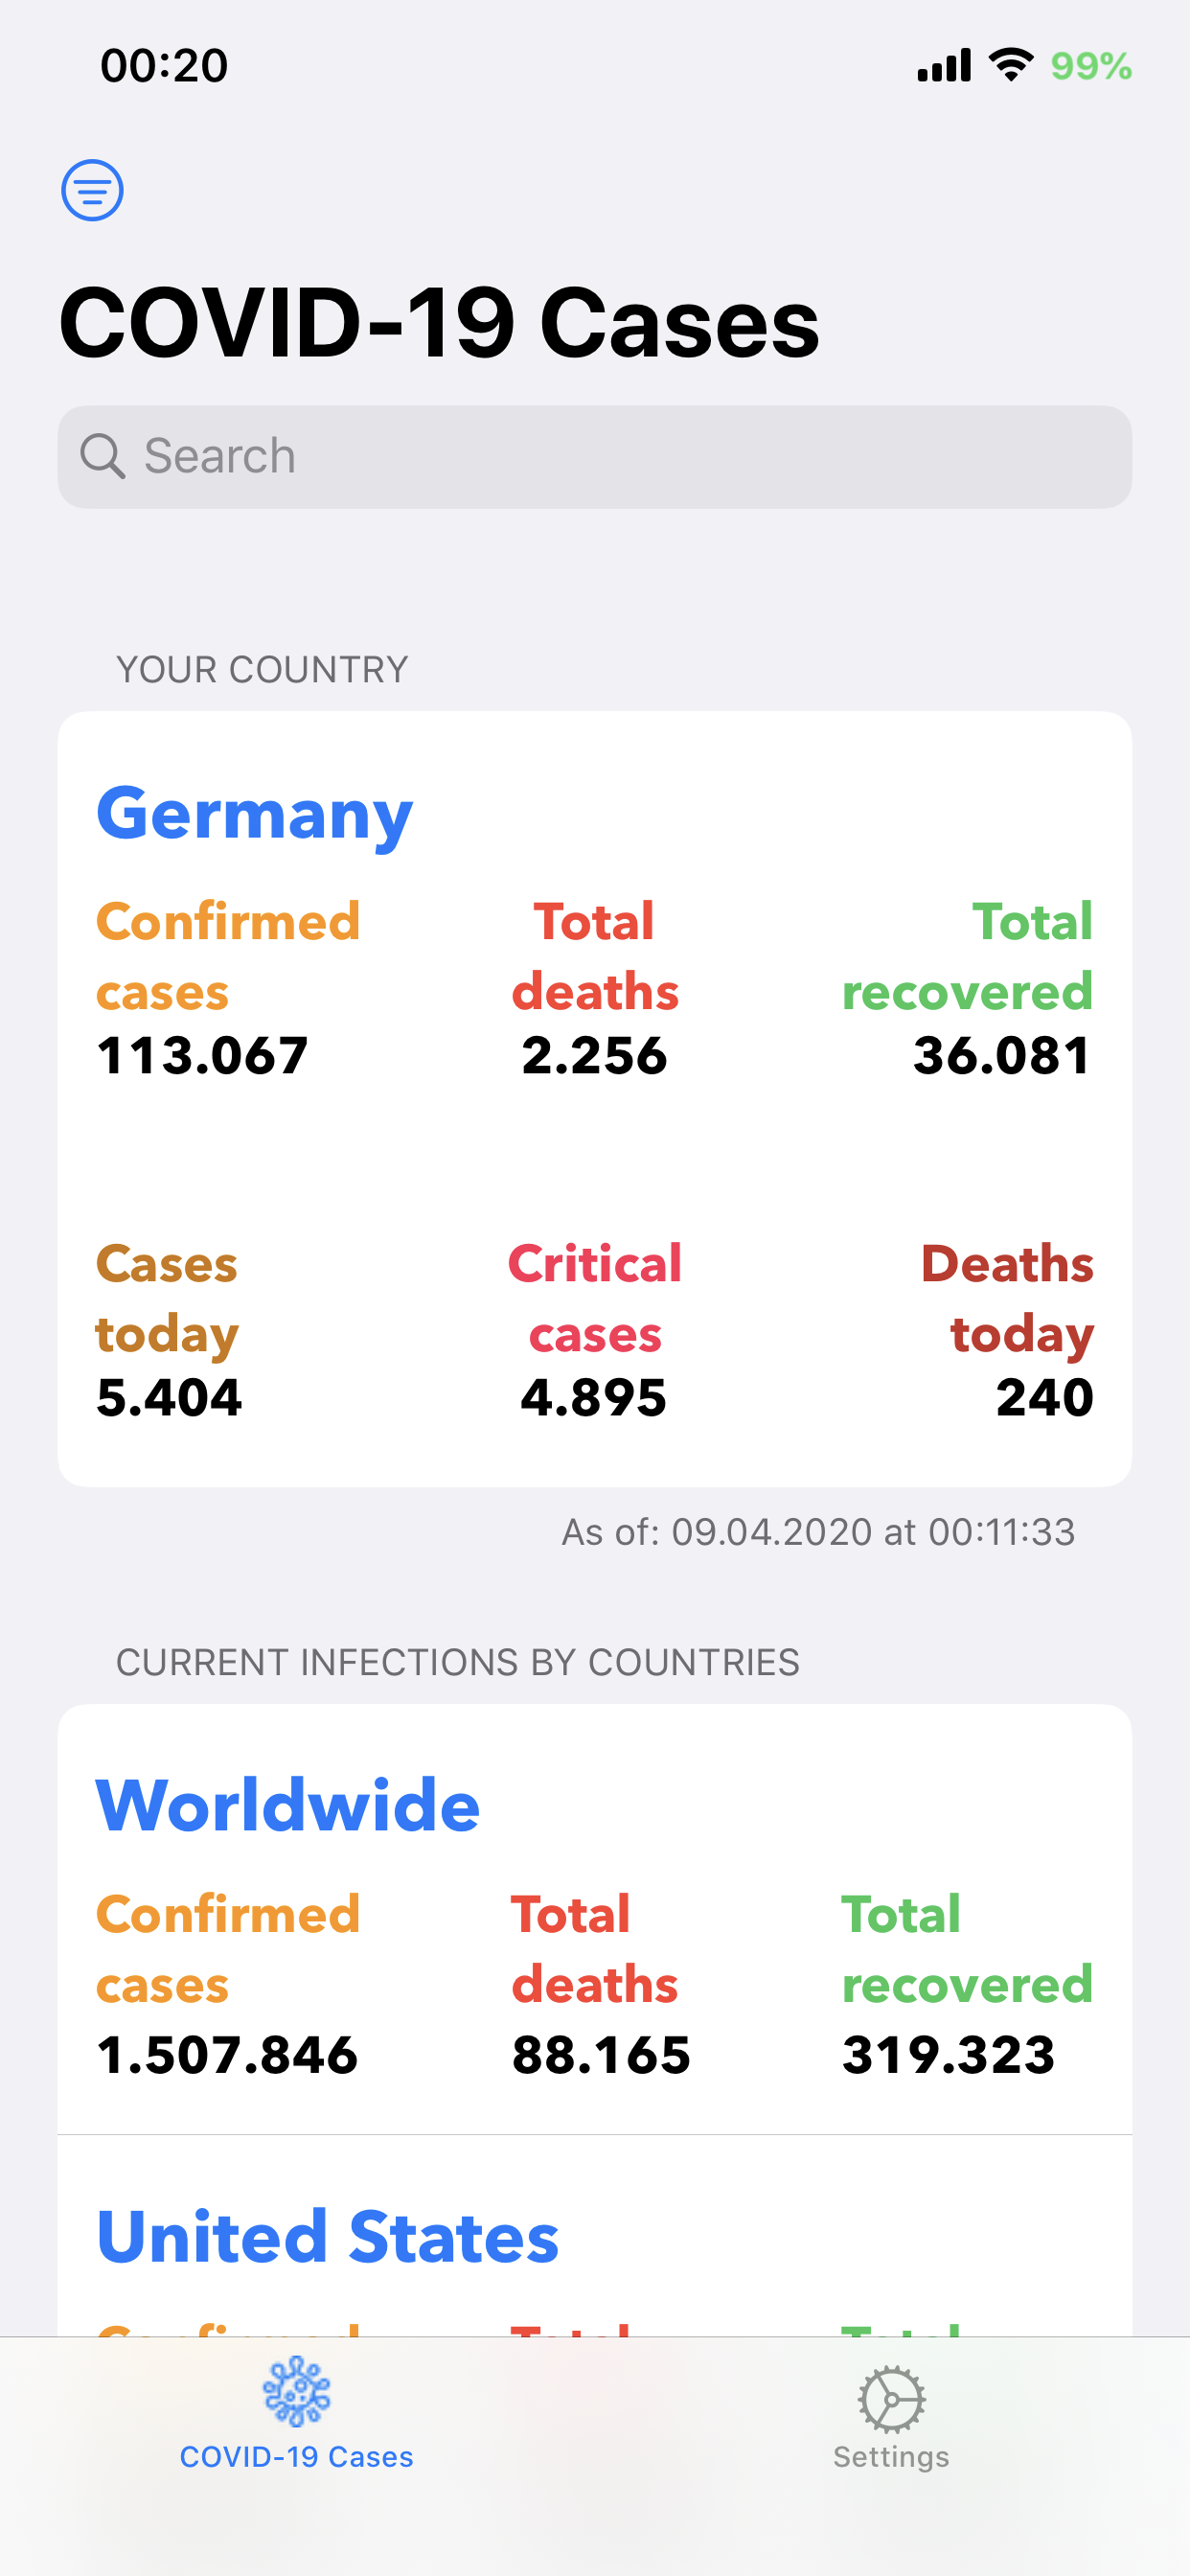 00:20 99%
COVID-19 Cases
Search
YOUR COUNTRY
Germany
Confirmed cases
113.067
Total deaths
2.256
Total recovered
36.081
Cases today
5.404
Critical cases
4.895
Deaths today
240
As of: 09.04.2020 at 00:11:33
CURRENT INFECTIONS BY COUNTRIES
Worldwide
Confirmed cases
1.507.846
Total deaths
88.165
Total recovered
319.323
United States
Confirmed Total Total
COVID-19 Cases
Settings